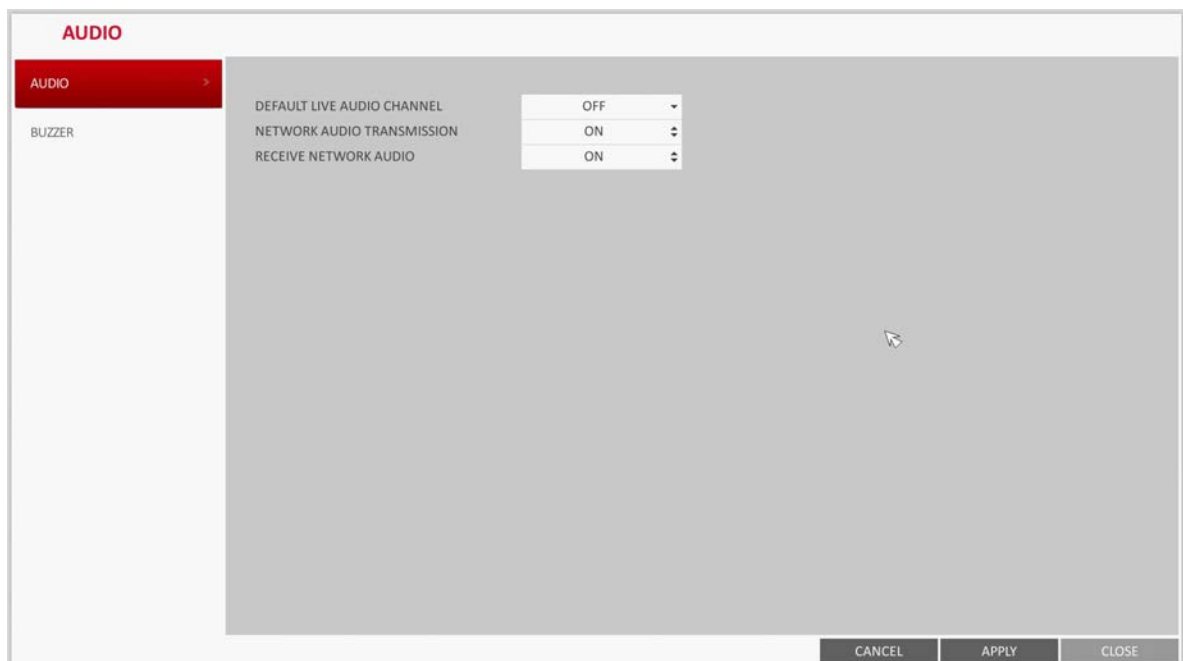 AUDIO
AUDIO >
BUZZER
DEFAULT LIVE AUDIO CHANNEL OFF
NETWORK AUDIO TRANSMISSION ON
RECEIVE NETWORK AUDIO ON
CANCEL APPLY CLOSE